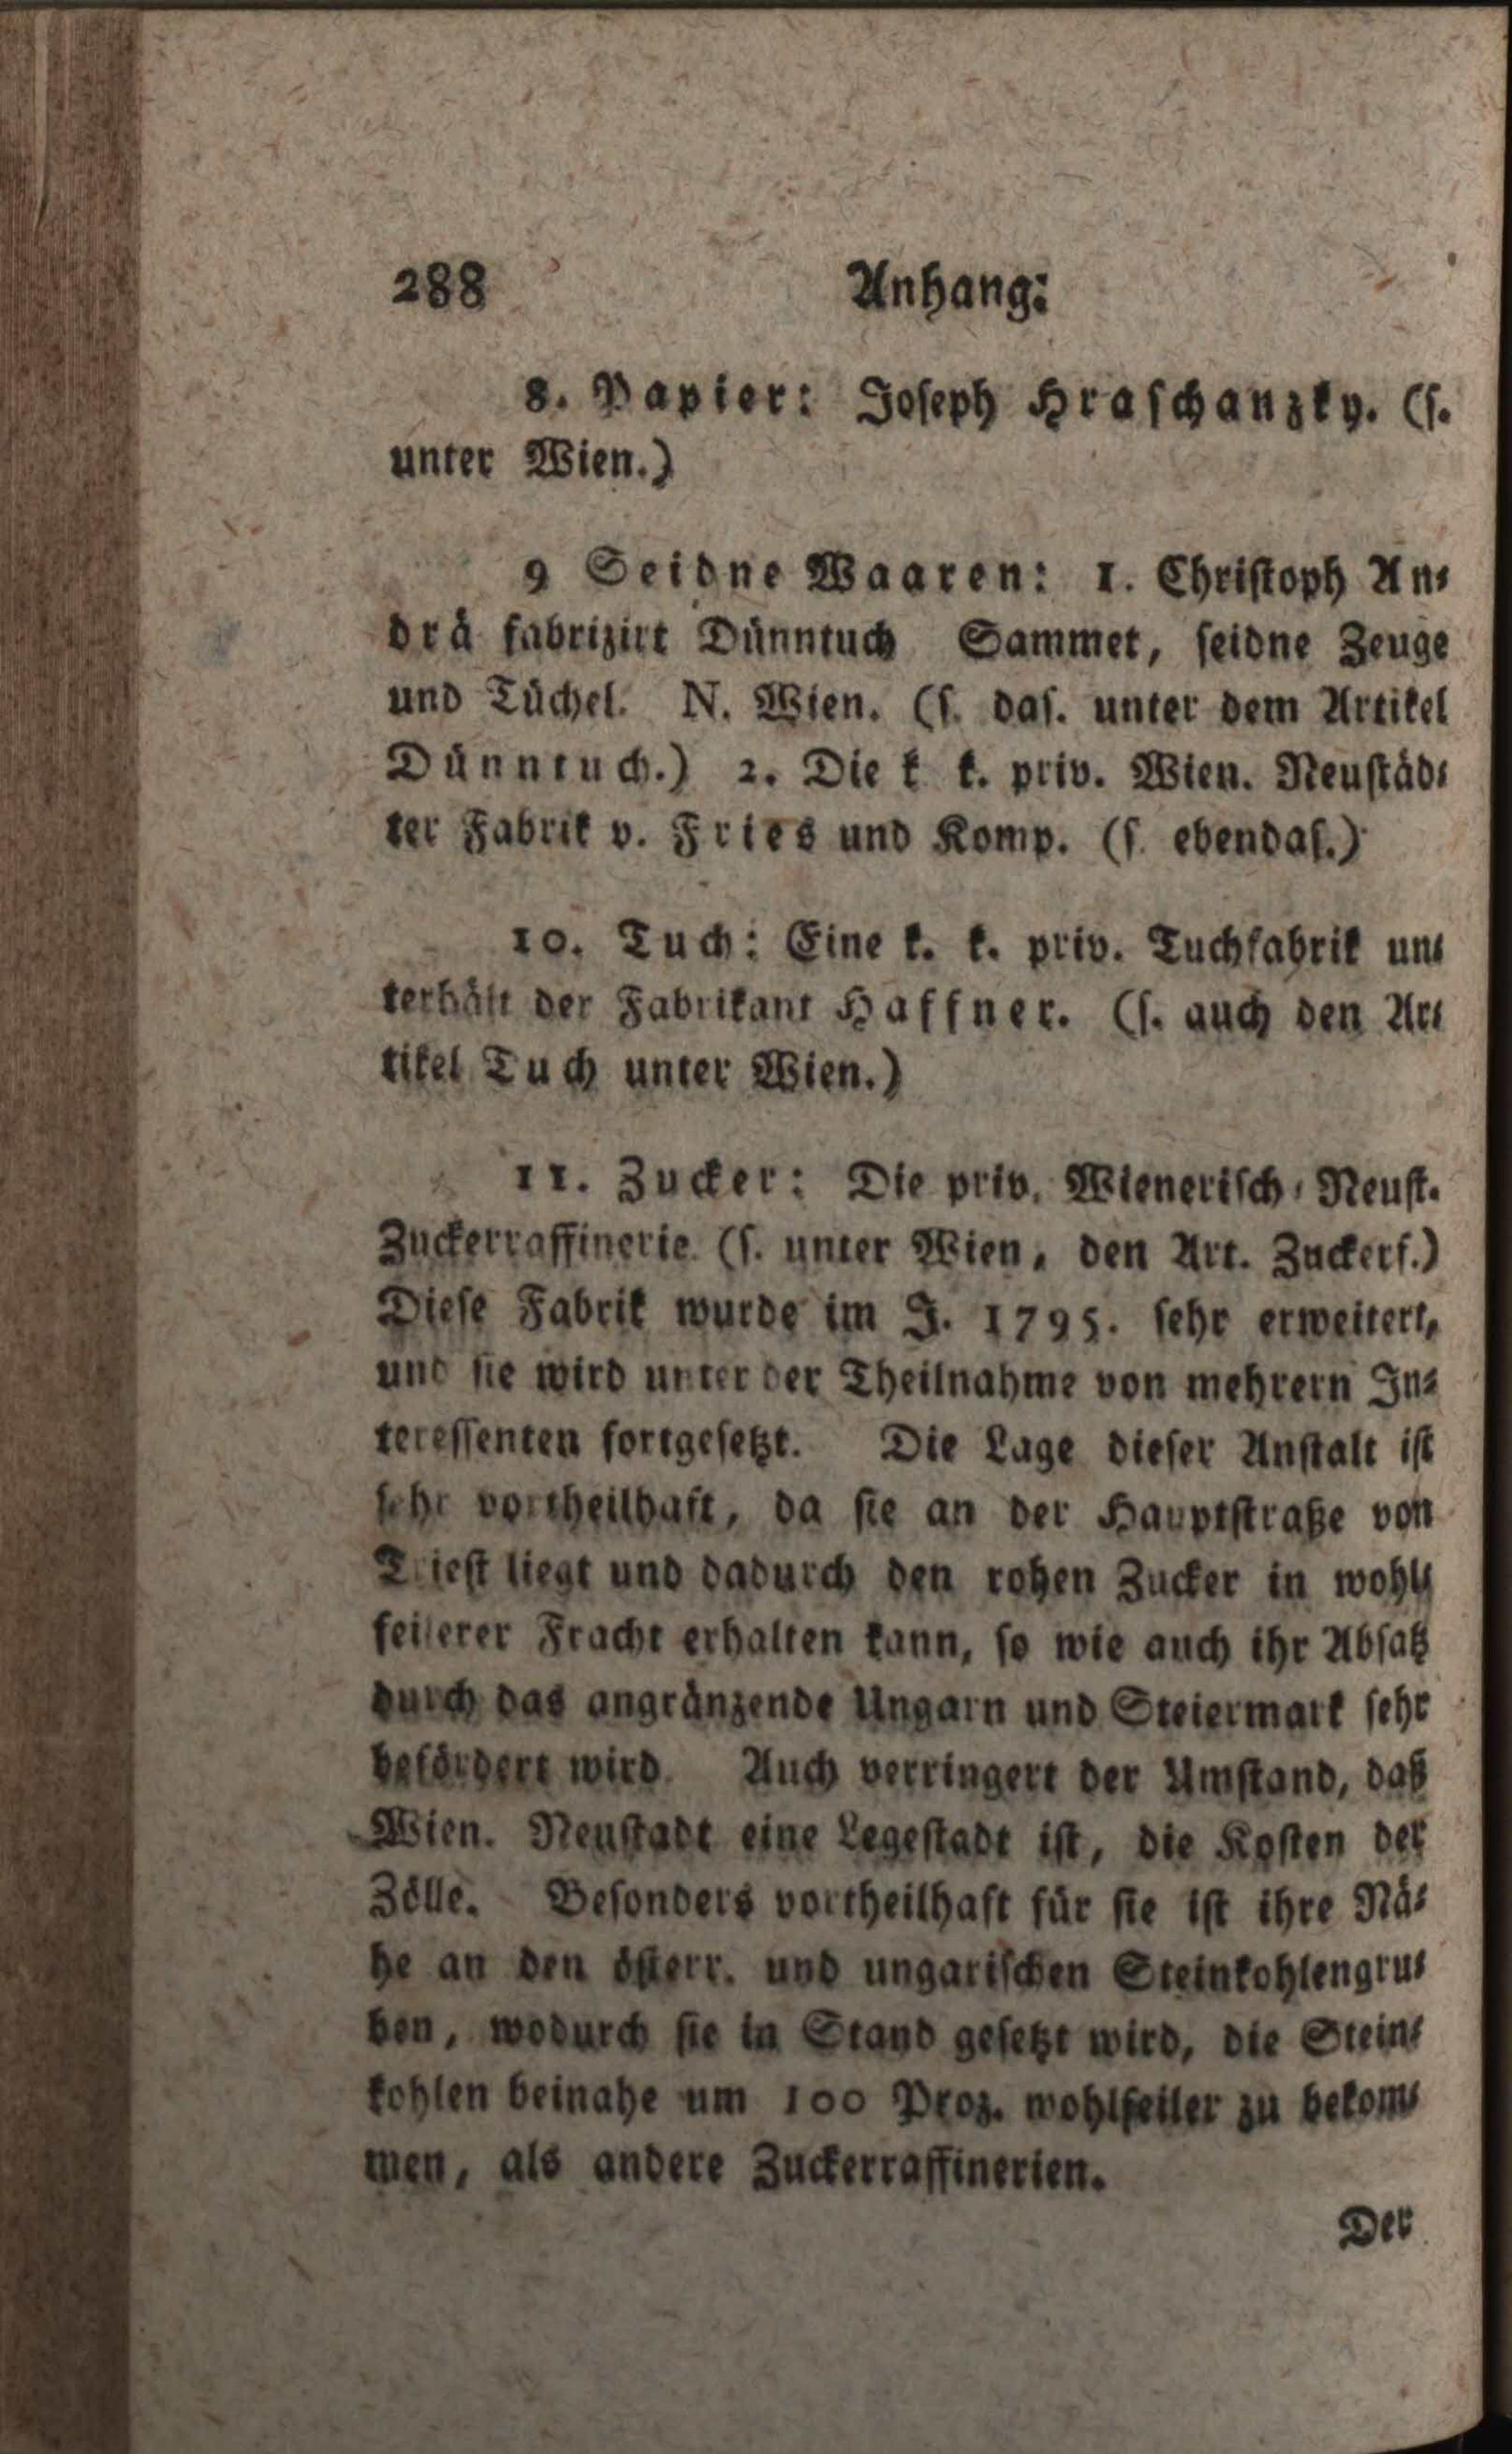 288 Anhang:
8. Papier: Joseph Hraschanzky. (s.
unter Wien.)
9 Seidne Waaren: 1. Christoph An-
drä fabrizirt Dünntuch Sammet, seidne Zeuge
und Tüchel. N. Wien. (s. das. unter dem Artikel
Dünntuch.) 2. Die k k. priv. Wien. Neustäd-
ter Fabrik v. Fries und Komp. (s. ebendas.)
10. Tuch: Eine k. k. priv. Tuchfabrik un-
terhält der Fabrikant Haffner. (s. auch den Ar-
tikel Tuch unter Wien.)
11. Zucker: Die priv. Wienerisch-Neust.
Zuckerraffinerie (s. unter Wien, den Art. Zuckerf.)
Diese Fabrik wurde im J. 1795. sehr erweitert,
und sie wird unter der Theilnahme von mehrern In-
teressenten fortgesetzt. Die Lage dieser Anstalt ist
sehr vortheilhaft, da sie an der Hauptstraße von
Triest liegt und dadurch den rohen Zucker in wohl-
feilerer Fracht erhalten kann, so wie auch ihr Absatz
durch das angränzende Ungarn und Steiermark sehr
befördert wird. Auch verringert der Umstand, daß
Wien. Neustadt eine Legestadt ist, die Kosten der
Zölle. Besonders vortheilhaft für sie ist ihre Nä-
he an den österr. und ungarischen Steinkohlengru-
ben, wodurch sie in Stand gesetzt wird, die Stein-
kohlen beinahe um 100 Proz. wohlfeiler zu bekom-
men, als andere Zuckerraffinerien.
Der